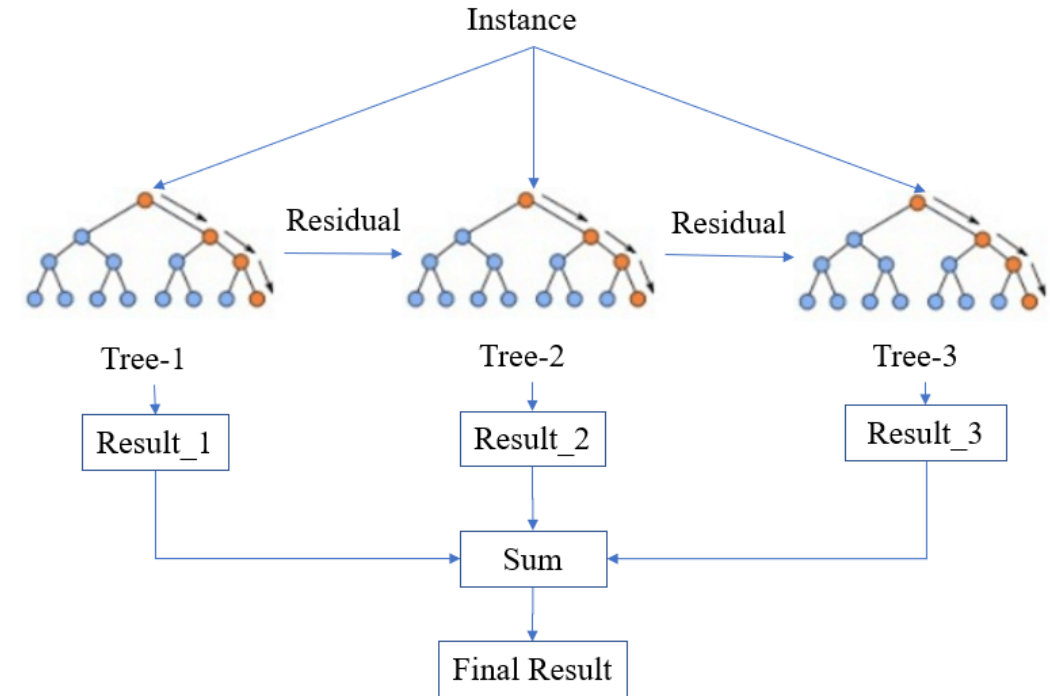 Instance
Residual
Residual
Tree-1
Tree-2
Tree-3
Result_1
Result_2
Result_3
Sum
Final Result